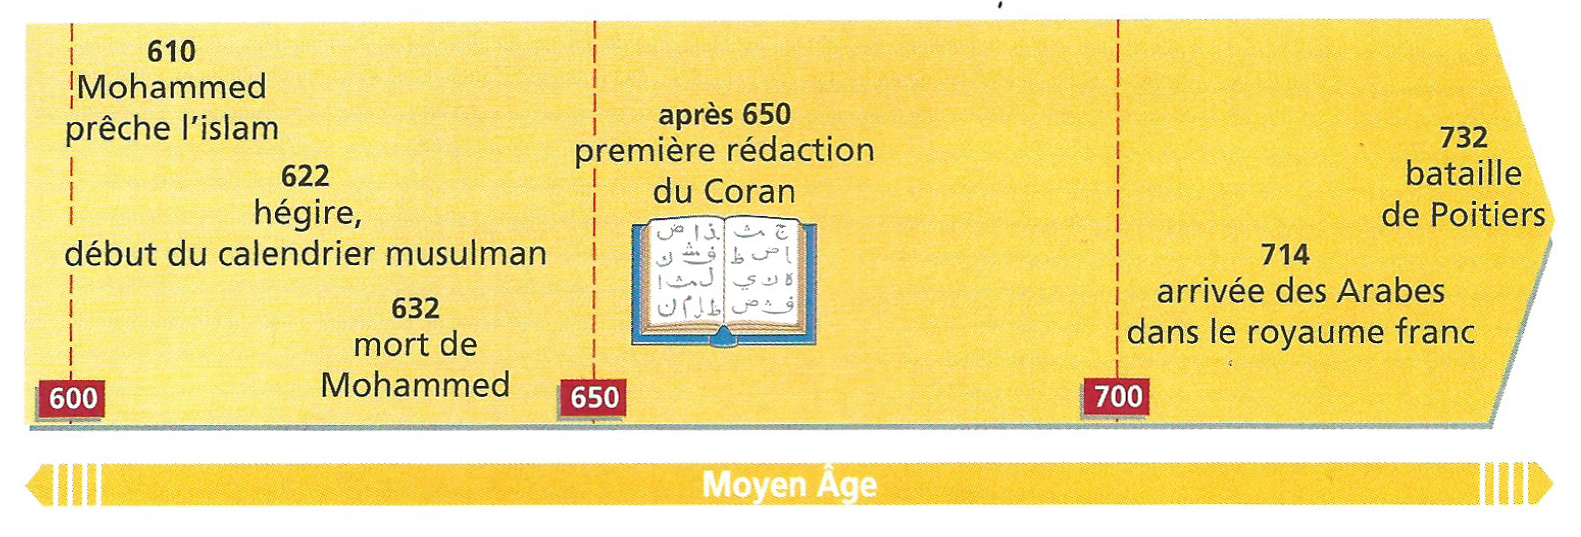 610
Mohammed
prêche l'islam
622
hégire,
début du calendrier musulman
632
mort de
Mohammed
après 650
première rédaction
du Coran
732
bataille
de Poitiers
714
arrivée des Arabes
dans le royaume franc
600
650
700
Moyen Âge